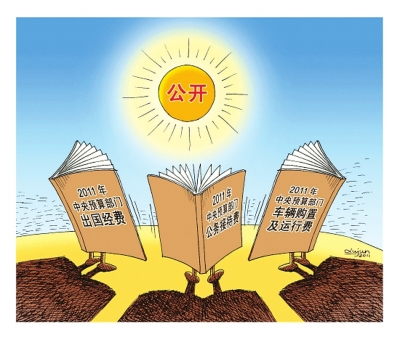 公开
2011年
中央预算部门
出国经费
2011年
中央预算部门
公务接待费
2011年
中央预算部门
车辆购置
及运行费
2011